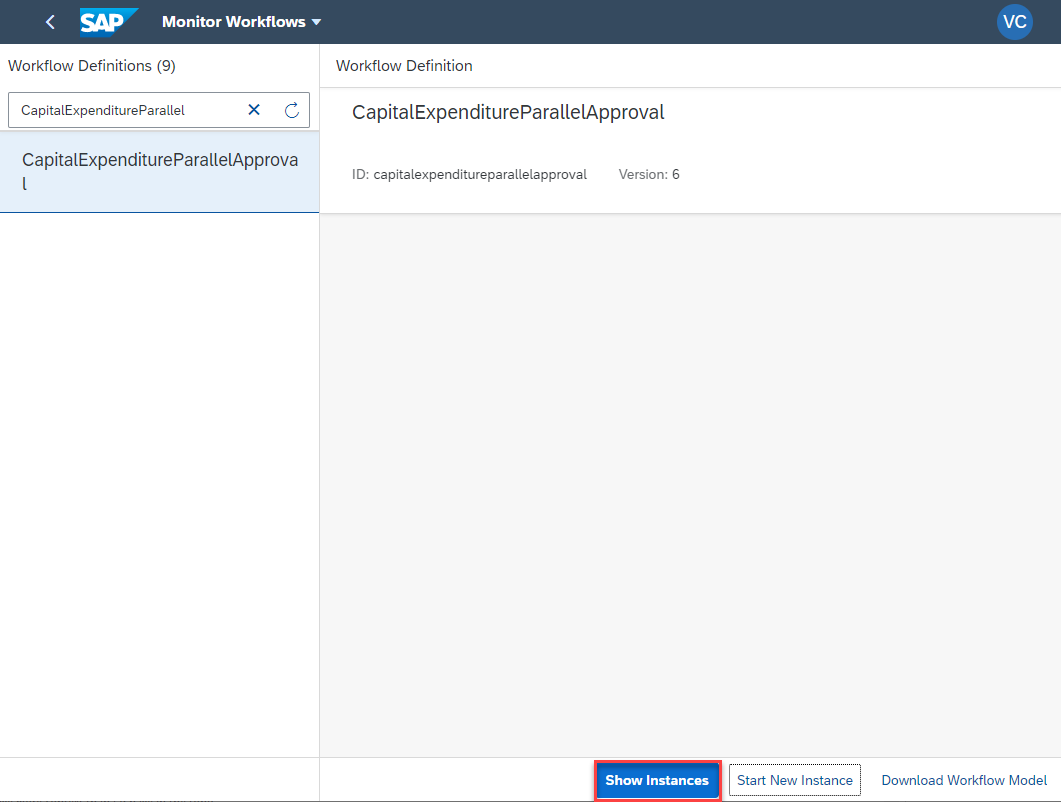 SAP Monitor Workflows VC
Workflow Definitions (9)
CapitalExpenditureParallel
CapitalExpenditureParallelApprova
l
Workflow Definition
CapitalExpenditureParallelApproval
ID: capitalexpenditureparallelapproval Version: 6
Show Instances Start New Instance Download Workflow Model